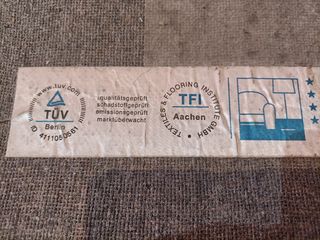 www.tuv.com
TÜV
Berlin
ID 4111050561
qualitätsgeprüft
schadstoffgeprüft
emissionsgeprüft
marktüberwacht
TEXTILES & FLOORING INSTITUTE GMBH •
TFI
Aachen